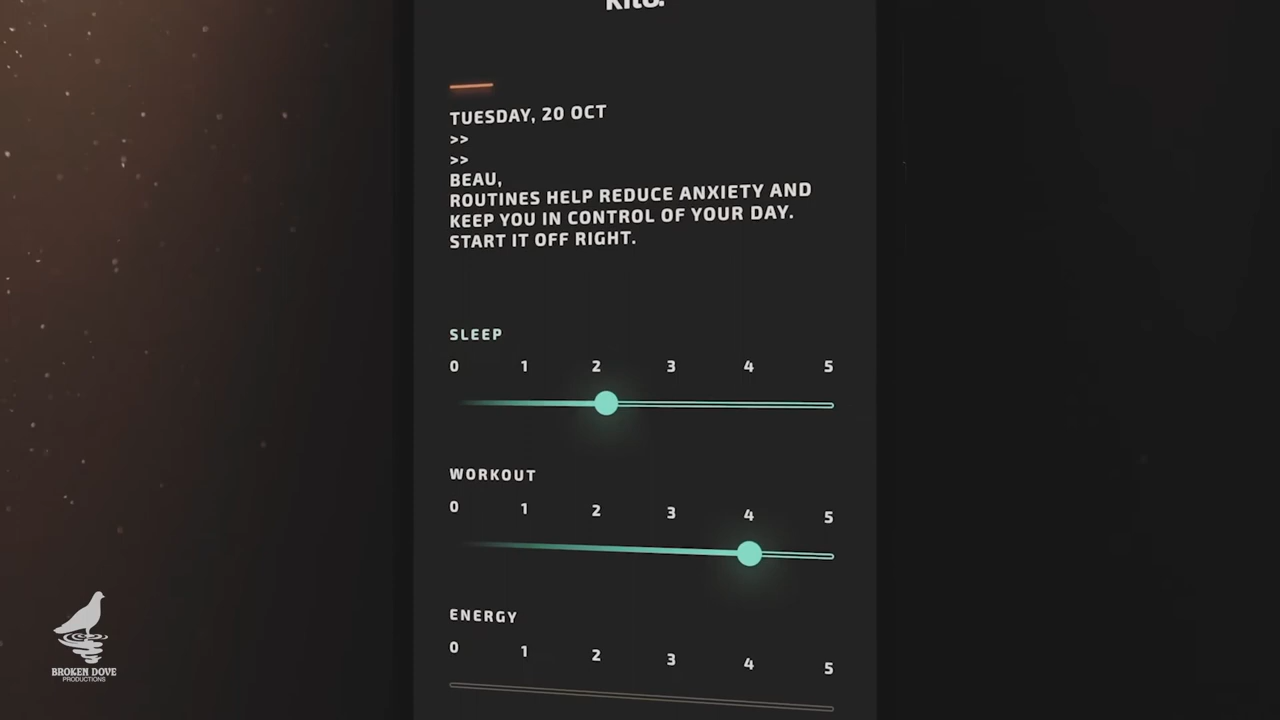 kito.
TUESDAY, 20 OCT
>>
>>
BEAU,
ROUTINES HELP REDUCE ANXIETY AND
KEEP YOU IN CONTROL OF YOUR DAY.
START IT OFF RIGHT.
SLEEP
0 1 2 3 4 5
WORKOUT
0 1 2 3 4 5
ENERGY
0 1 2 3 4 5
BROKEN DOVE
PRODUCTIONS